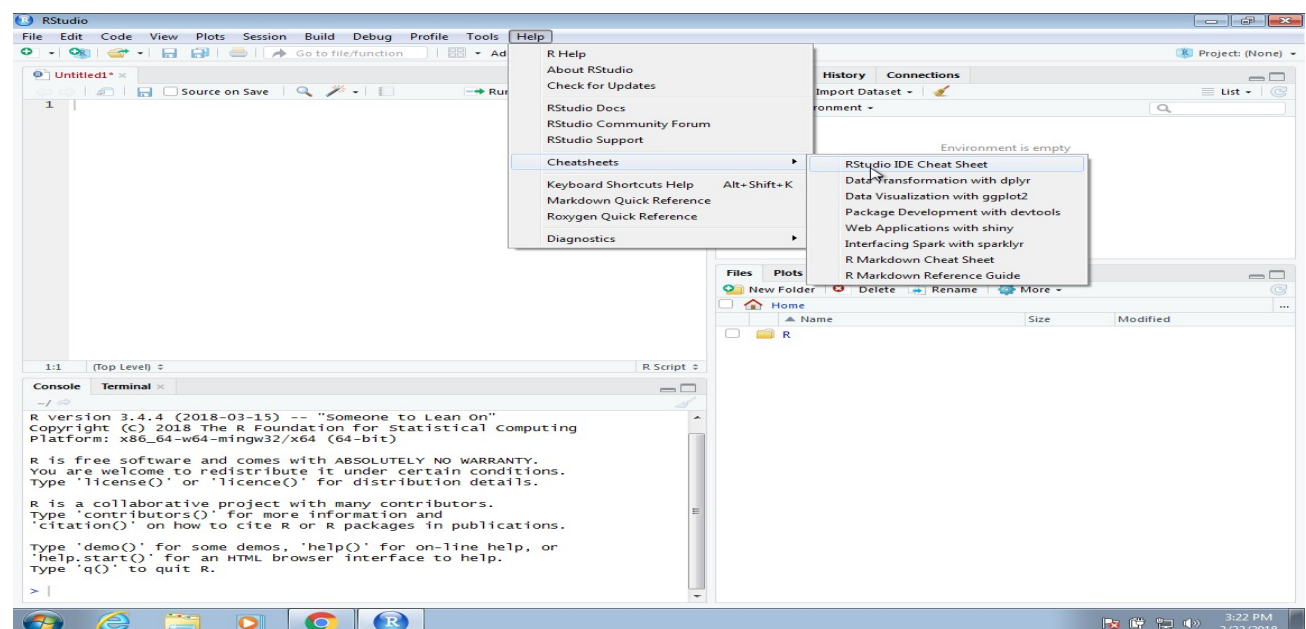 RStudio
File Edit Code View Plots Session Build Debug Profile Tools Help
Go to file/function
Ad
Project: (None)
Untitled1*
Source on Save
Run
1
1:1 (Top Level) R Script
R Help
About RStudio
Check for Updates
RStudio Docs
RStudio Community Forum
RStudio Support
Cheatsheets
Keyboard Shortcuts Help Alt+Shift+K
Markdown Quick Reference
Roxygen Quick Reference
Diagnostics
RStudio IDE Cheat Sheet
Data Transformation with dplyr
Data Visualization with ggplot2
Package Development with devtools
Web Applications with shiny
Interfacing Spark with sparklyr
R Markdown Cheat Sheet
R Markdown Reference Guide
History Connections
Import Dataset List
ronment
Environment is empty
Files Plots
New Folder Delete Rename More
Home ...
Name Size Modified
R
Console Terminal
~/
R version 3.4.4 (2018-03-15) -- "Someone to Lean On"
Copyright (C) 2018 The R Foundation for Statistical Computing
Platform: x86_64-w64-mingw32/x64 (64-bit)
R is free software and comes with ABSOLUTELY NO WARRANTY.
You are welcome to redistribute it under certain conditions.
Type 'license()' or 'licence()' for distribution details.
R is a collaborative project with many contributors.
Type 'contributors()' for more information and
'citation()' on how to cite R or R packages in publications.
Type 'demo()' for some demos, 'help()' for on-line help, or
'help.start()' for an HTML browser interface to help.
Type 'q()' to quit R.
>
3:22 PM